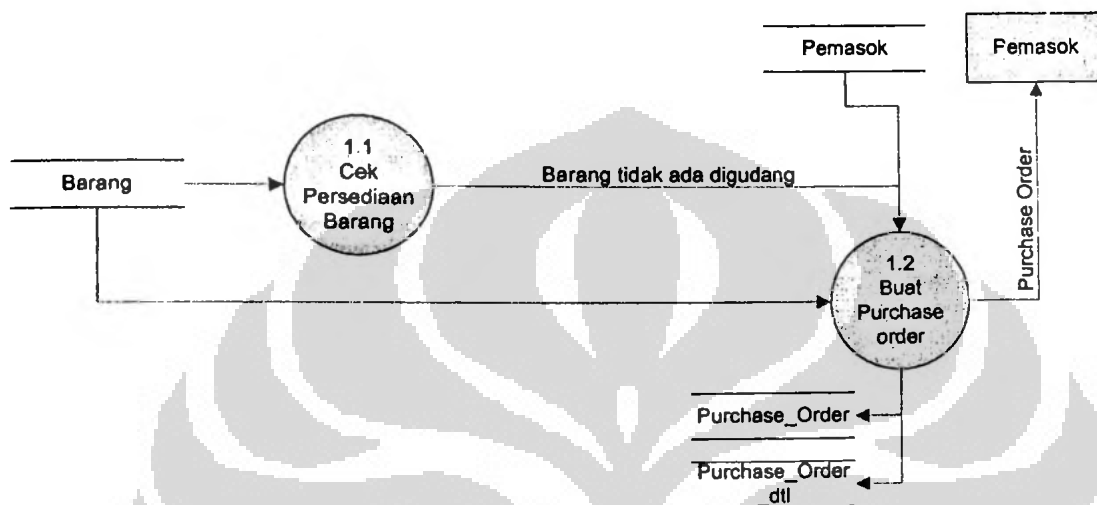 Pemasok
Pemasok
1.1
Cek
Persediaan
Barang
Barang
Barang tidak ada digudang
Purchase Order
1.2
Buat
Purchase
order
Purchase_Order
Purchase_Order
_dtl